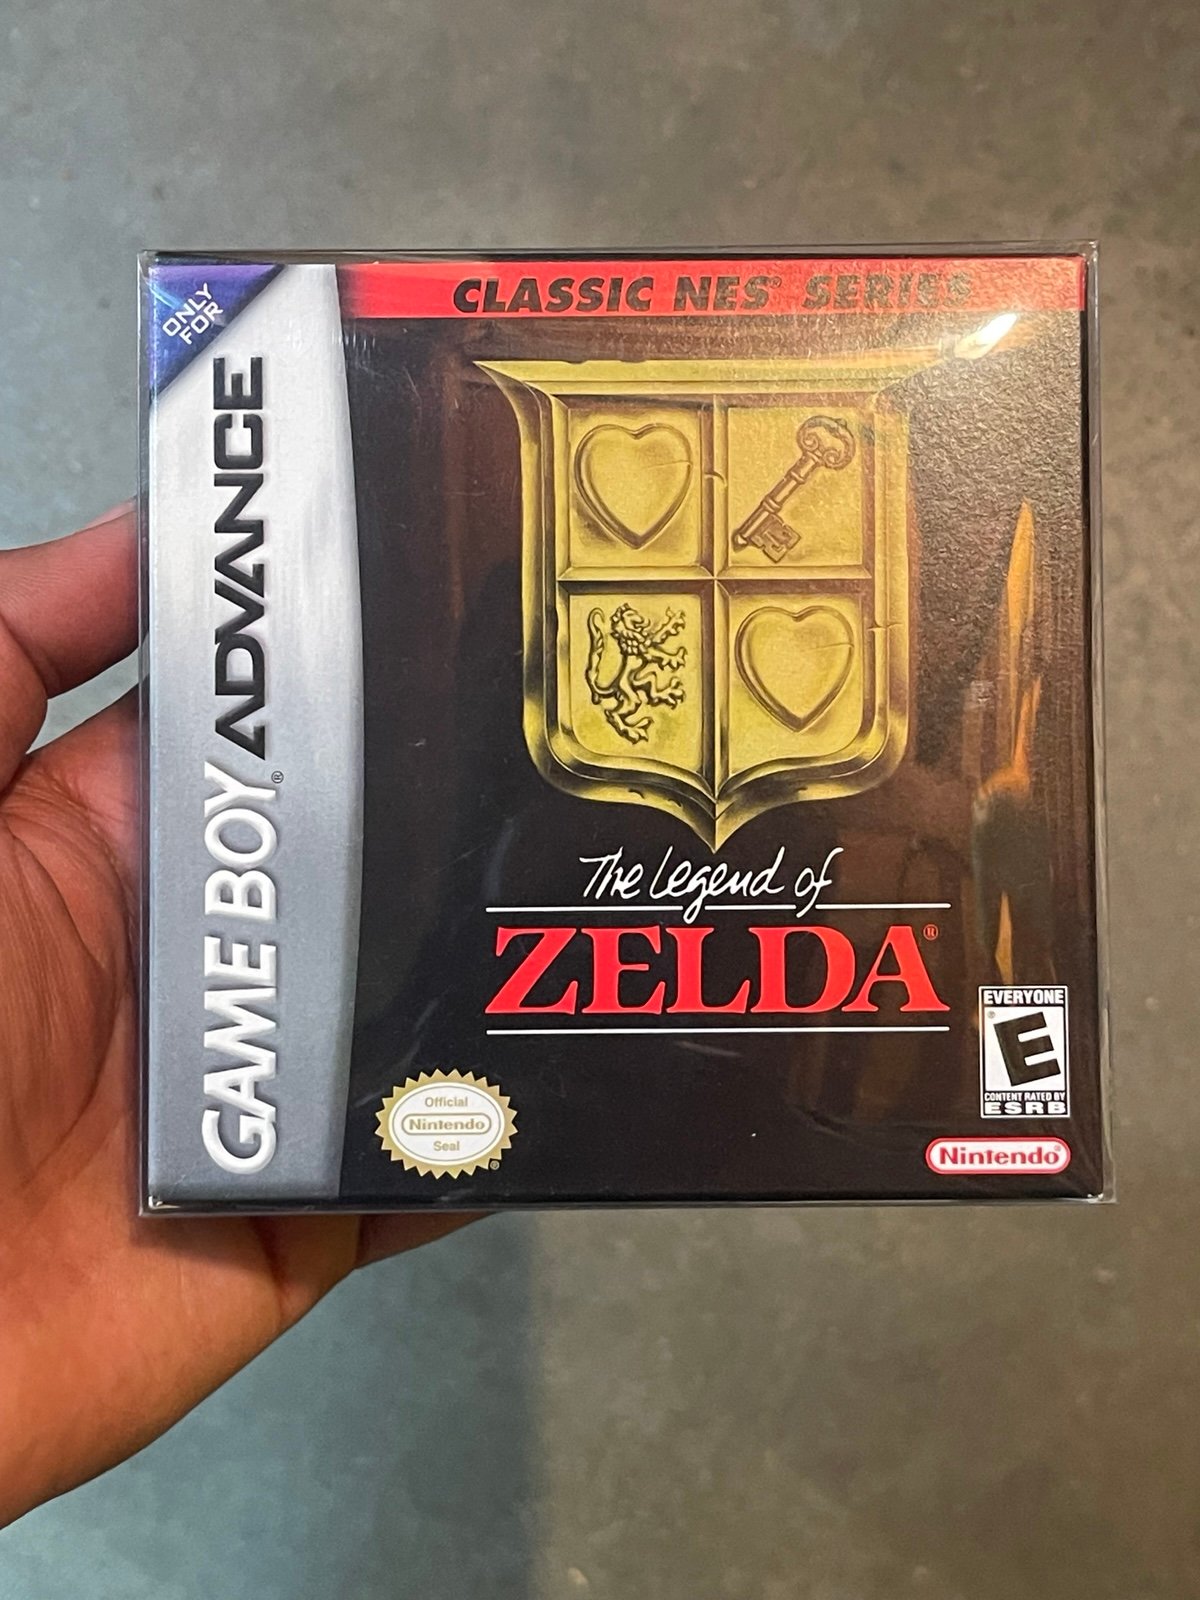 ONLY
FOR
GAME BOY ADVANCE®
CLASSIC NES® SERIES
The Legend of
ZELDA®
EVERYONE
E®
CONTENT RATED BY
ESRB
Official
Nintendo
Seal®
Nintendo®